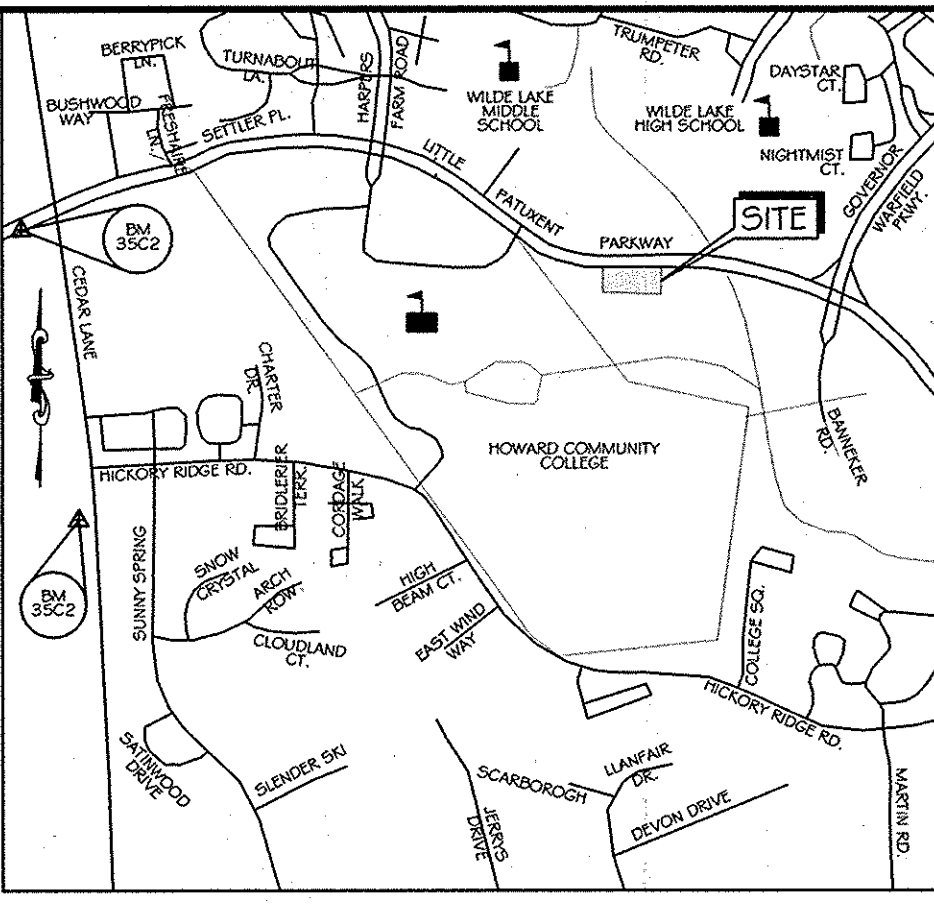 BERRYPICK
LN.
TURNABOUT
LA.
HARPERS
FARM ROAD
TRUMPETER
RD.
DAYSTAR
CT.
BUSHWOOD
WAY
FRESHAIRE
LN.
SETTLER PL.
WILDE LAKE
MIDDLE
SCHOOL
WILDE LAKE
HIGH SCHOOL
NIGHTMIST
CT.
LITTLE
PATUXENT
PARKWAY
GOVERNOR
WARFIELD
PKWY.
SITE
BM
35C2
CEDAR LANE
CHARTER
DR.
HOWARD COMMUNITY
COLLEGE
BANNEKER
RD.
HICKORY RIDGE RD.
BRIDLERIER
TERR.
CORDAGE
WALK
BM
35C2
SUNNY SPRING
SNOW
CRYSTAL
ARCH
ROW
CLOUDLAND
CT.
HIGH
BEAM CT.
EAST WIND
WAY
COLLEGE SQ.
HICKORY RIDGE RD.
SATINWOOD
DRIVE
SLENDER SKI
JERRYS
DRIVE
SCARBOROGH
LLANFAIR
DR.
DEVON DRIVE
MARTIN RD.